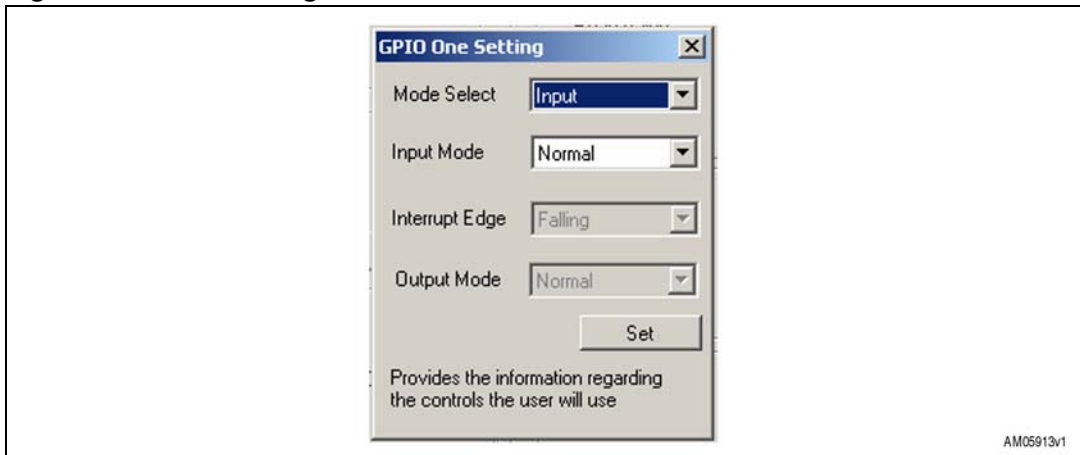 GPIO One Setting
Mode Select Input
Input Mode Normal
Interrupt Edge Falling
Output Mode Normal
Set
Provides the information regarding
the controls the user will use
AM05913v1